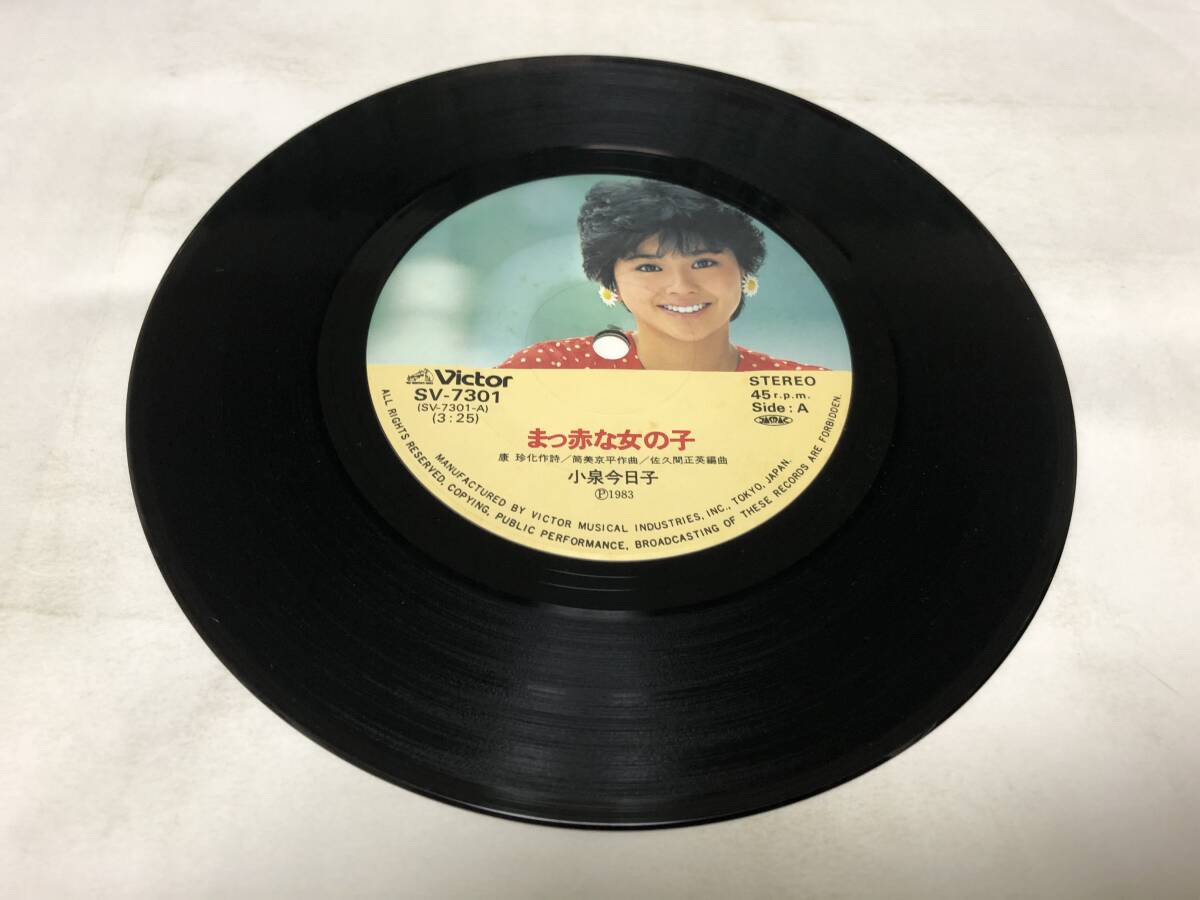 Victor
SV-7301
(SV-7301-A)
(3:25)
STEREO
45 r.p.m.
Side : A
JASRAC
まっ赤な女の子
康 珍化作詩/筒美京平作曲/佐久間正英編曲
小泉今日子
Ⓟ1983
MANUFACTURED BY VICTOR MUSICAL INDUSTRIES, INC., TOKYO, JAPAN.
ALL RIGHTS RESERVED. COPYING, PUBLIC PERFORMANCE, BROADCASTING OF THESE RECORDS ARE FORBIDDEN.